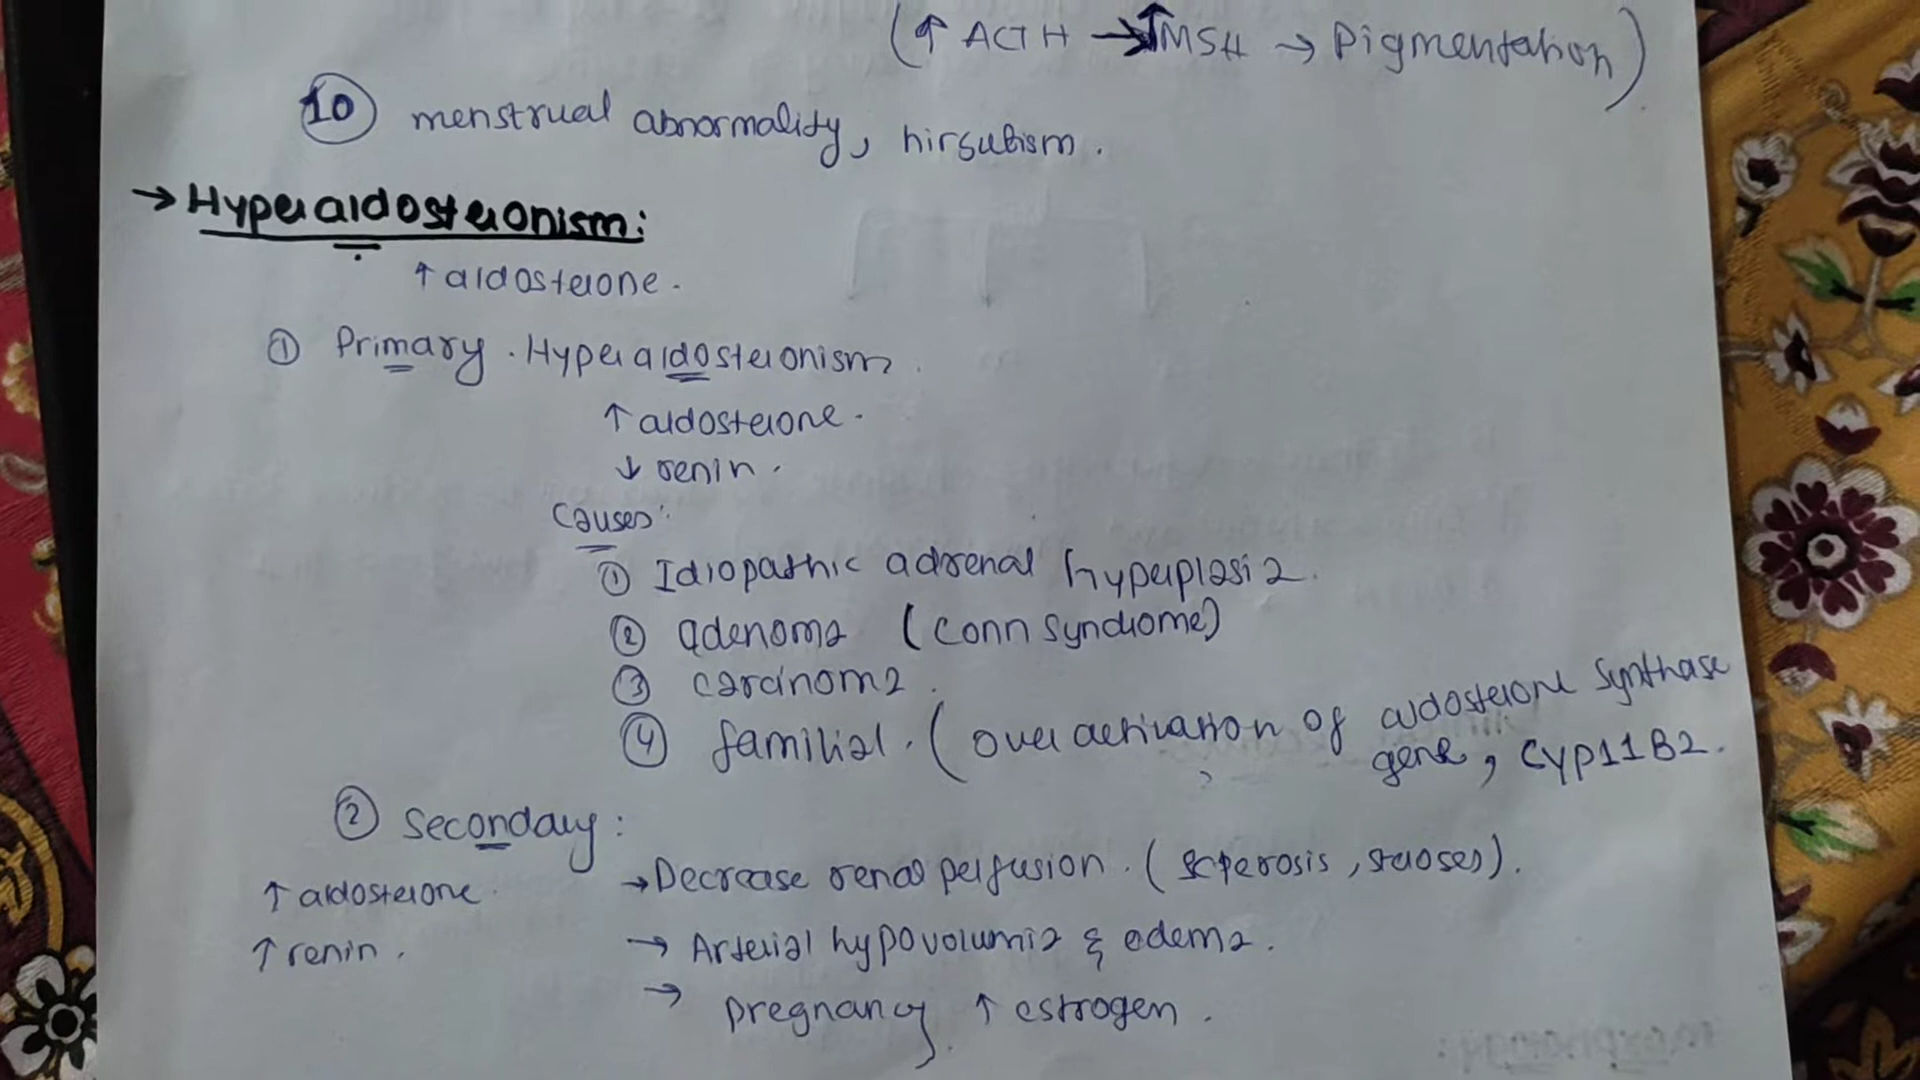 (↑ ACTH → ↑MSH → Pigmentation)
10 menstrual abnormality, hirsutism.
→ Hyperaldosteronism:
↑ aldosterone.
① Primary. Hyperaldosteronism.
↑ aldosterone.
↓ renin.
Causes:
① Idiopathic adrenal hyperplasia.
② adenoma (Conn syndrome)
③ carcinoma.
④ familial. (over activation of aldosterone synthase
gene, CYP11B2.
② Secondary:
↑ aldosterone. → Decrease renal perfusion. (
↑ renin. → Arterial hypovolumia & edema.
→ pregnancy ↑ estrogen.